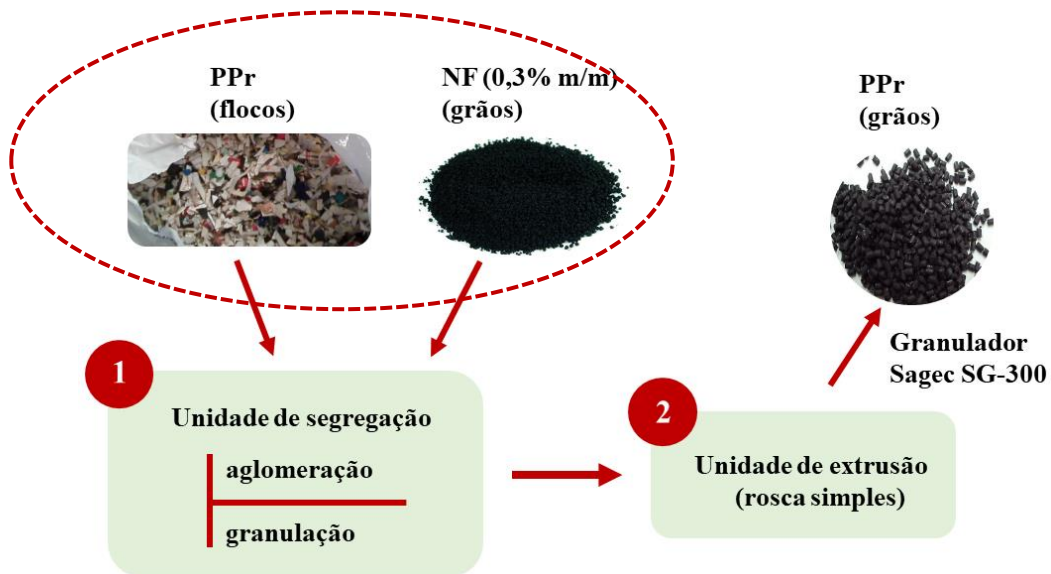 PPr
(flocos)
NF (0,3% m/m)
(grãos)
PPr
(grãos)
Granulador
Sagec SG-300
1
Unidade de segregação
aglomeração
granulação
2
Unidade de extrusão
(rosca simples)